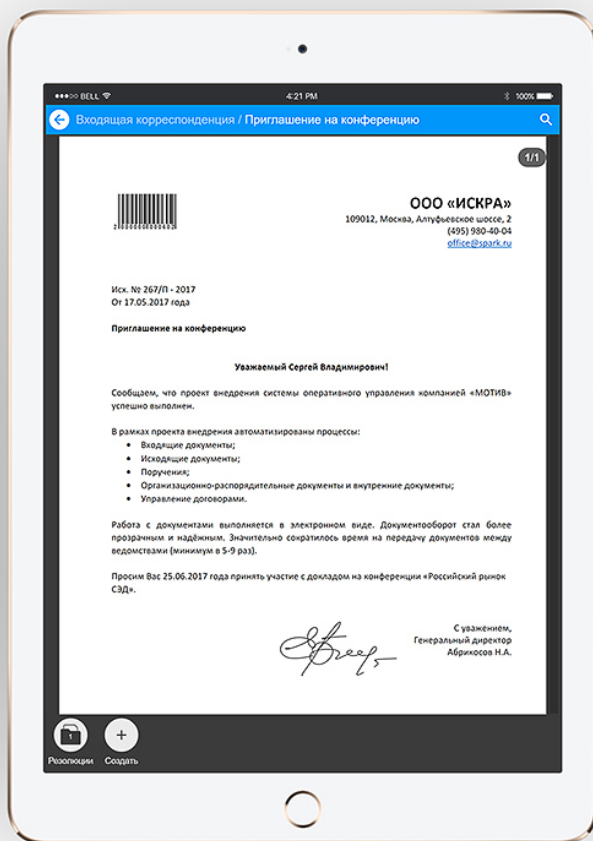 BELL
4:21 PM
100%
Входящая корреспонденция / Приглашение на конференцию
1/1
ООО «ИСКРА»
109012, Москва, Алтуфьевское шоссе, 2
(495) 980-40-04
office@spark.ru
2000000000402
Исх. № 267/П - 2017
От 17.05.2017 года
Приглашение на конференцию
Уважаемый Сергей Владимирович!
Сообщаем, что проект внедрения системы оперативного управления компанией «МОТИВ»
успешно выполнен.
В рамках проекта внедрения автоматизированы процессы:
• Входящие документы;
• Исходящие документы;
• Поручения;
• Организационно-распорядительные документы и внутренние документы;
• Управление договорами.
Работа с документами выполняется в электронном виде. Документооборот стал более
прозрачным и надёжным. Значительно сократилось время на передачу документов между
ведомствами (минимум в 5-9 раз).
Просим Вас 25.06.2017 года принять участие с докладом на конференции «Российский рынок
СЭД».
С уважением,
Генеральный директор
Абрикосов Н.А.
1
Резолюции
Создать